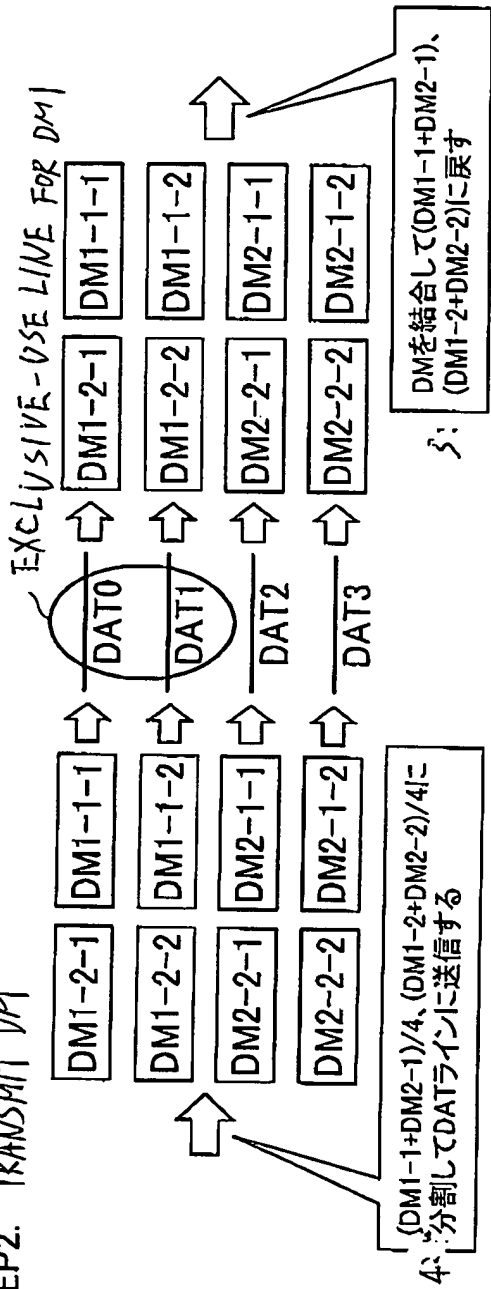 EP2. TRANSMIT DM
EXCLUSIVE-USE LINE FOR DM1
DM1-2-1 DM1-1-1 DAT0 DM1-2-1 DM1-1-1
DM1-2-2 DM1-1-2 DAT1 DM1-2-2 DM1-1-2
DM2-2-1 DM2-1-1 DAT2 DM2-2-1 DM2-1-1
DM2-2-2 DM2-1-2 DAT3 DM2-2-2 DM2-1-2
4:
(DM1-1+DM2-1)/4、(DM1-2+DM2-2)/4に
分割してDATラインに送信する
5:
DMを結合して(DM1-1+DM2-1)、
(DM1-2+DM2-2)に戻す